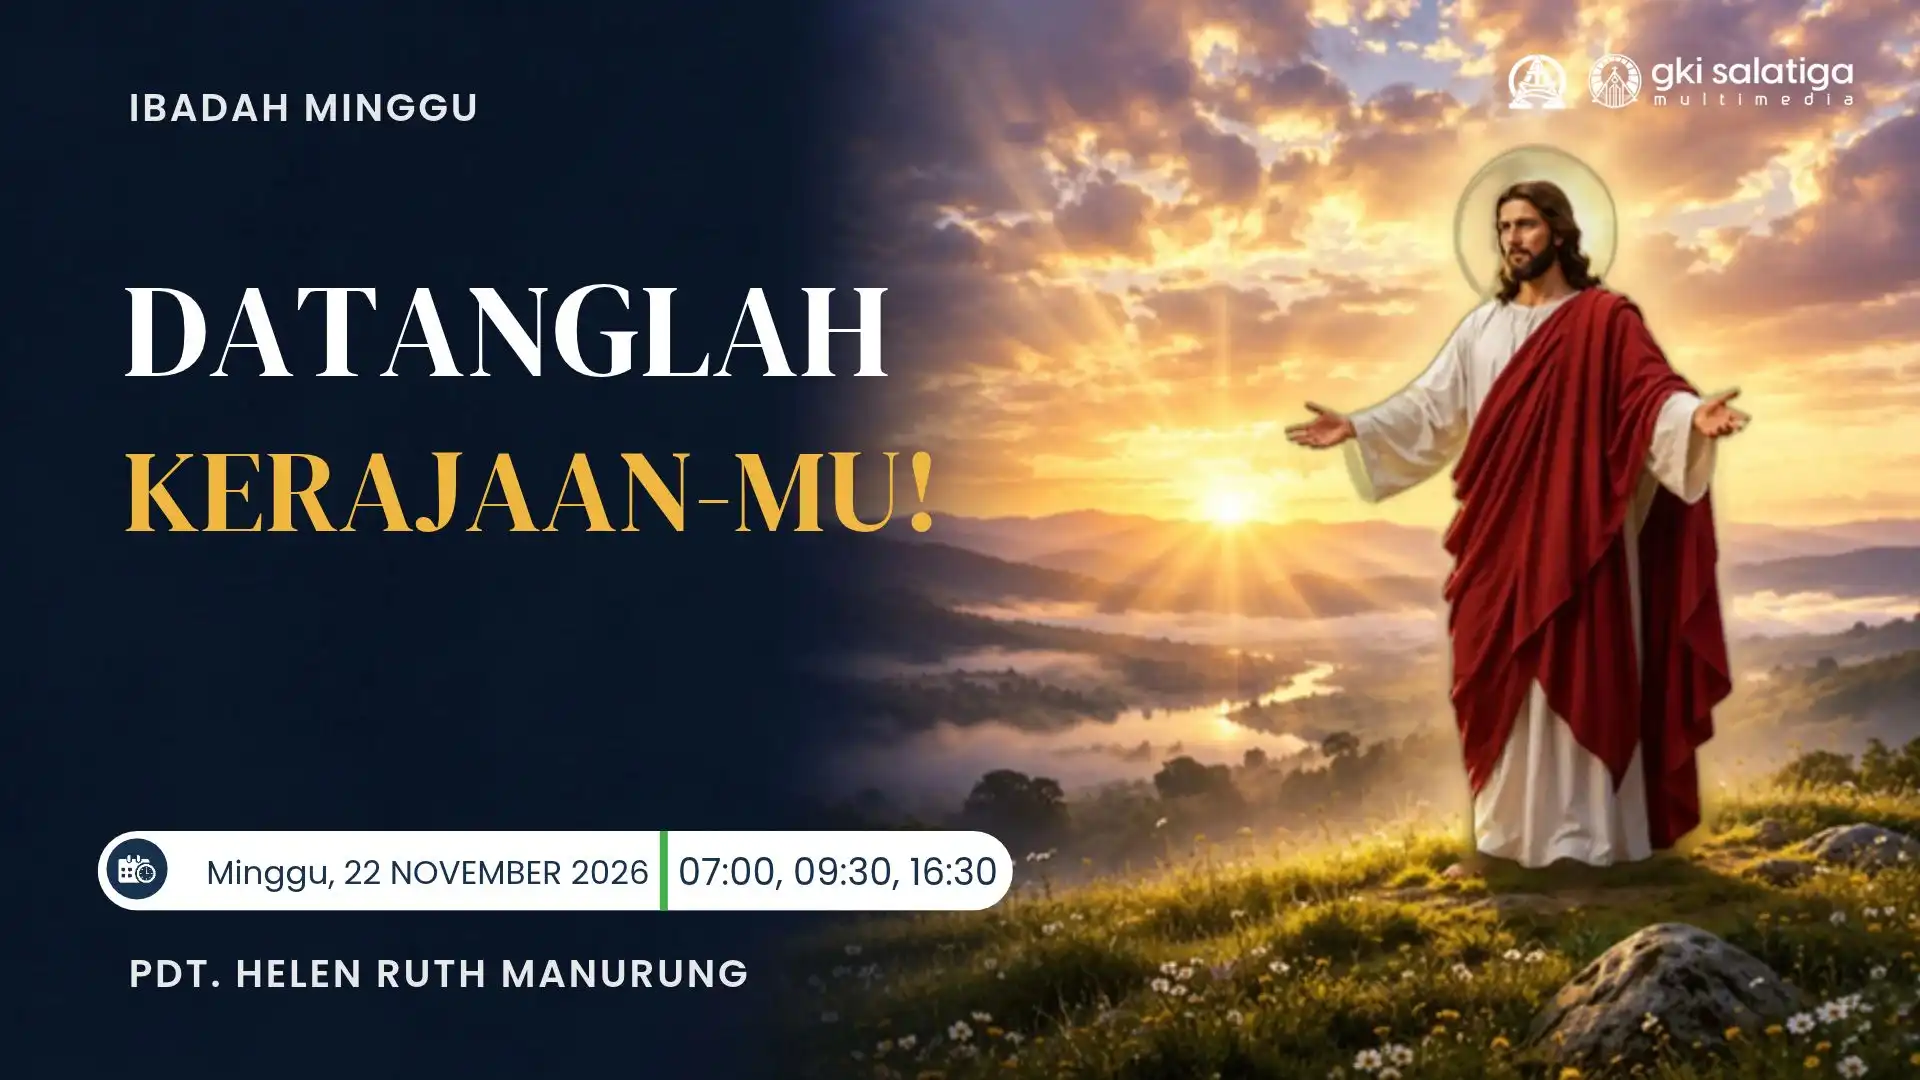 IBADAH MINGGU
gki salatiga
multimedia
DATANGLAH
KERAJAAN-MU!
Minggu, 22 NOVEMBER 2026 07:00, 09:30, 16:30
PDT. HELEN RUTH MANURUNG